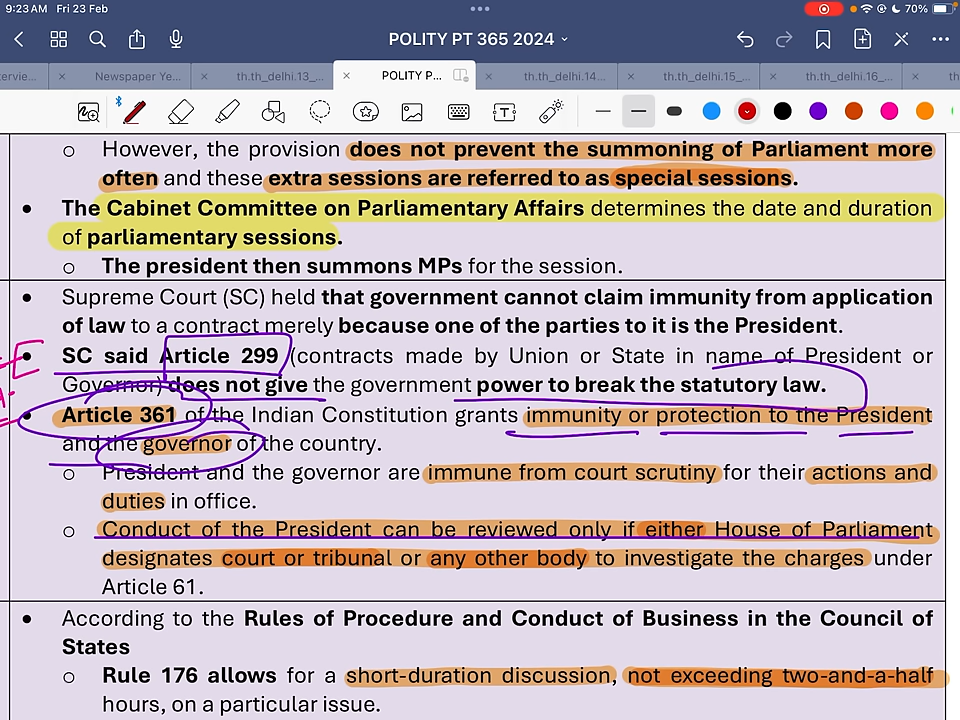 9:23 AM Fri 23 Feb
70%
POLITY PT 365 2024
tervie...
Newspaper Ye...
th.th_delhi.13_...
POLITY P...
th.th_delhi.14...
th.th_delhi.15_...
th.th_delhi.16_...
th
However, the provision does not prevent the summoning of Parliament more
often and these extra sessions are referred to as special sessions.
The Cabinet Committee on Parliamentary Affairs determines the date and duration
of parliamentary sessions.
The president then summons MPs for the session.
Supreme Court (SC) held that government cannot claim immunity from application
of law to a contract merely because one of the parties to it is the President.
SC said Article 299 (contracts made by Union or State in name of President or
Governor) does not give the government power to break the statutory law.
Article 361 of the Indian Constitution grants immunity or protection to the President
and the governor of the country.
President and the governor are immune from court scrutiny for their actions and
duties in office.
Conduct of the President can be reviewed only if either House of Parliament
designates court or tribunal or any other body to investigate the charges under
Article 61.
According to the Rules of Procedure and Conduct of Business in the Council of
States
Rule 176 allows for a short-duration discussion, not exceeding two-and-a-half
hours, on a particular issue.